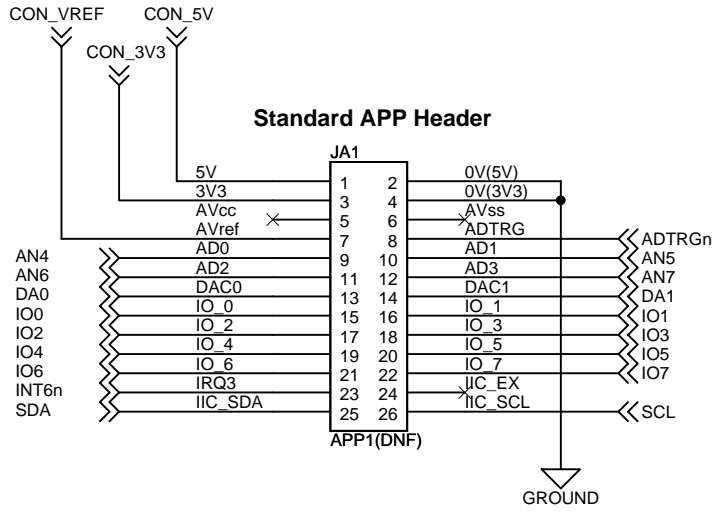 CON_VREF CON_5V
CON_3V3
Standard APP Header
JA1
5V 1 2 0V(5V)
3V3 3 4 0V(3V3)
AVcc 5 6 AVss
AVref 7 8 ADTRG ADTRGn
AN4 AD0 9 10 AD1 AN5
AN6 AD2 11 12 AD3 AN7
DA0 DAC0 13 14 DAC1 DA1
IO0 IO_0 15 16 IO_1 IO1
IO2 IO_2 17 18 IO_3 IO3
IO4 IO_4 19 20 IO_5 IO5
IO6 IO_6 21 22 IO_7 IO7
INT6n IRQ3 23 24 IIC_EX
SDA IIC_SDA 25 26 IIC_SCL SCL
APP1(DNF)
GROUND